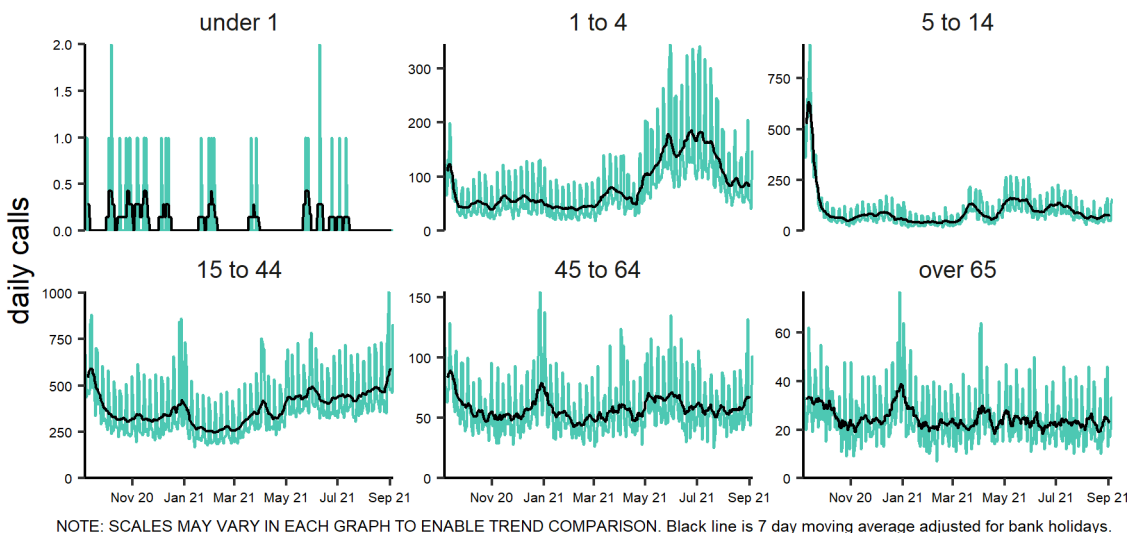 under 1
1 to 4
5 to 14
2.0
1.5
1.0
0.5
0.0
300
200
100
0
750
500
250
0
daily calls
15 to 44
45 to 64
over 65
1000
750
500
250
0
150
100
50
0
60
40
20
0
Nov 20 Jan 21 Mar 21 May 21 Jul 21 Sep 21
Nov 20 Jan 21 Mar 21 May 21 Jul 21 Sep 21
Nov 20 Jan 21 Mar 21 May 21 Jul 21 Sep 21
NOTE: SCALES MAY VARY IN EACH GRAPH TO ENABLE TREND COMPARISON. Black line is 7 day moving average adjusted for bank holidays.